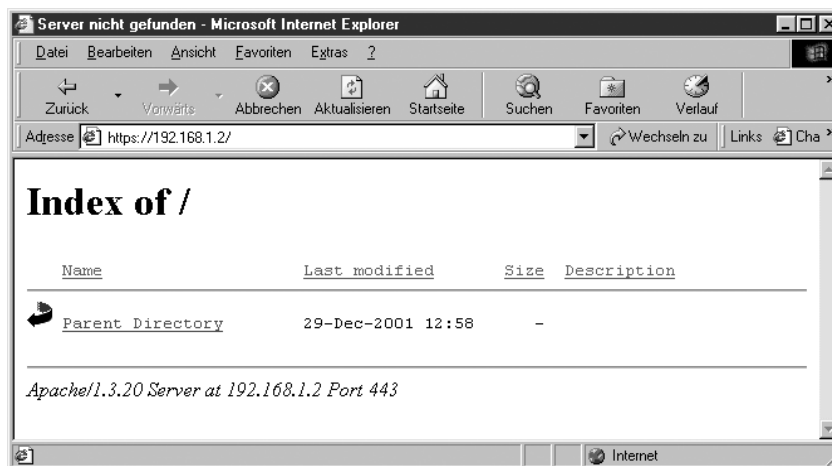 Server nicht gefunden - Microsoft Internet Explorer
Datei Bearbeiten Ansicht Favoriten Extras ?
Zurück Vorwärts Abbrechen Aktualisieren Startseite Suchen Favoriten Verlauf »
Adresse https://192.168.1.2/ Wechseln zu Links Cha »
Index of /
Name Last modified Size Description
Parent Directory 29-Dec-2001 12:58 -
Apache/1.3.20 Server at 192.168.1.2 Port 443
Internet